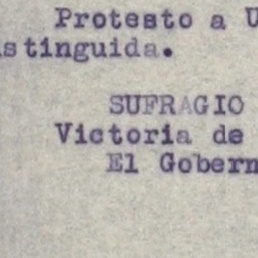 Protesto a U
stinguida.
SUFRAGIO
Victoria de
El Gobern